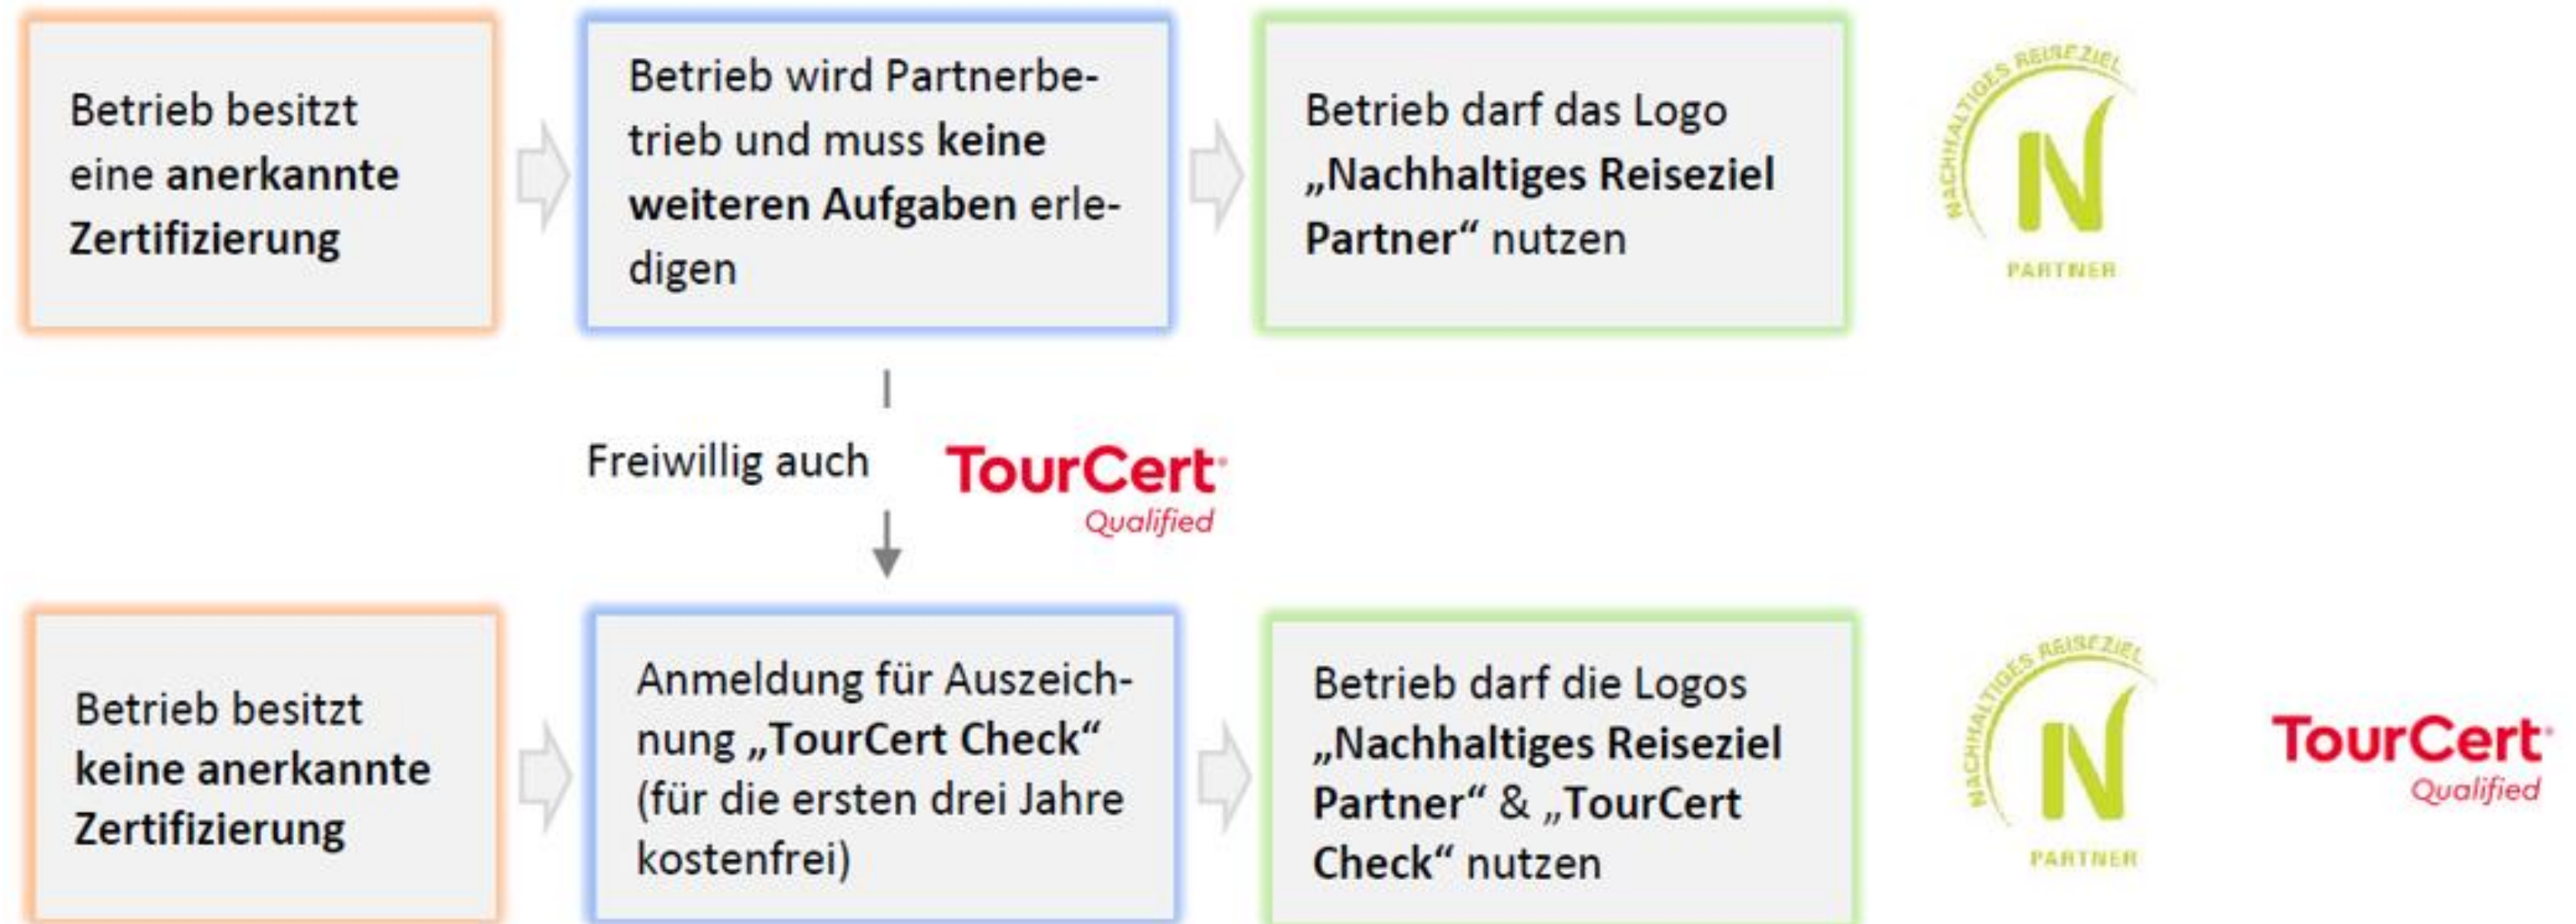 Betrieb besitzt
eine anerkannte
Zertifizierung
Betrieb wird Partnerbe-
trieb und muss keine
weiteren Aufgaben erle-
digen
Betrieb darf das Logo
„Nachhaltiges Reiseziel
Partner“ nutzen
NACHHALTIGES REISEZIEL
N
PARTNER
Freiwillig auch
TourCert
Qualified
Betrieb besitzt
keine anerkannte
Zertifizierung
Anmeldung für Auszeich-
nung „TourCert Check“
(für die ersten drei Jahre
kostenfrei)
Betrieb darf die Logos
„Nachhaltiges Reiseziel
Partner“ & „TourCert
Check“ nutzen
NACHHALTIGES REISEZIEL
N
PARTNER
TourCert
Qualified